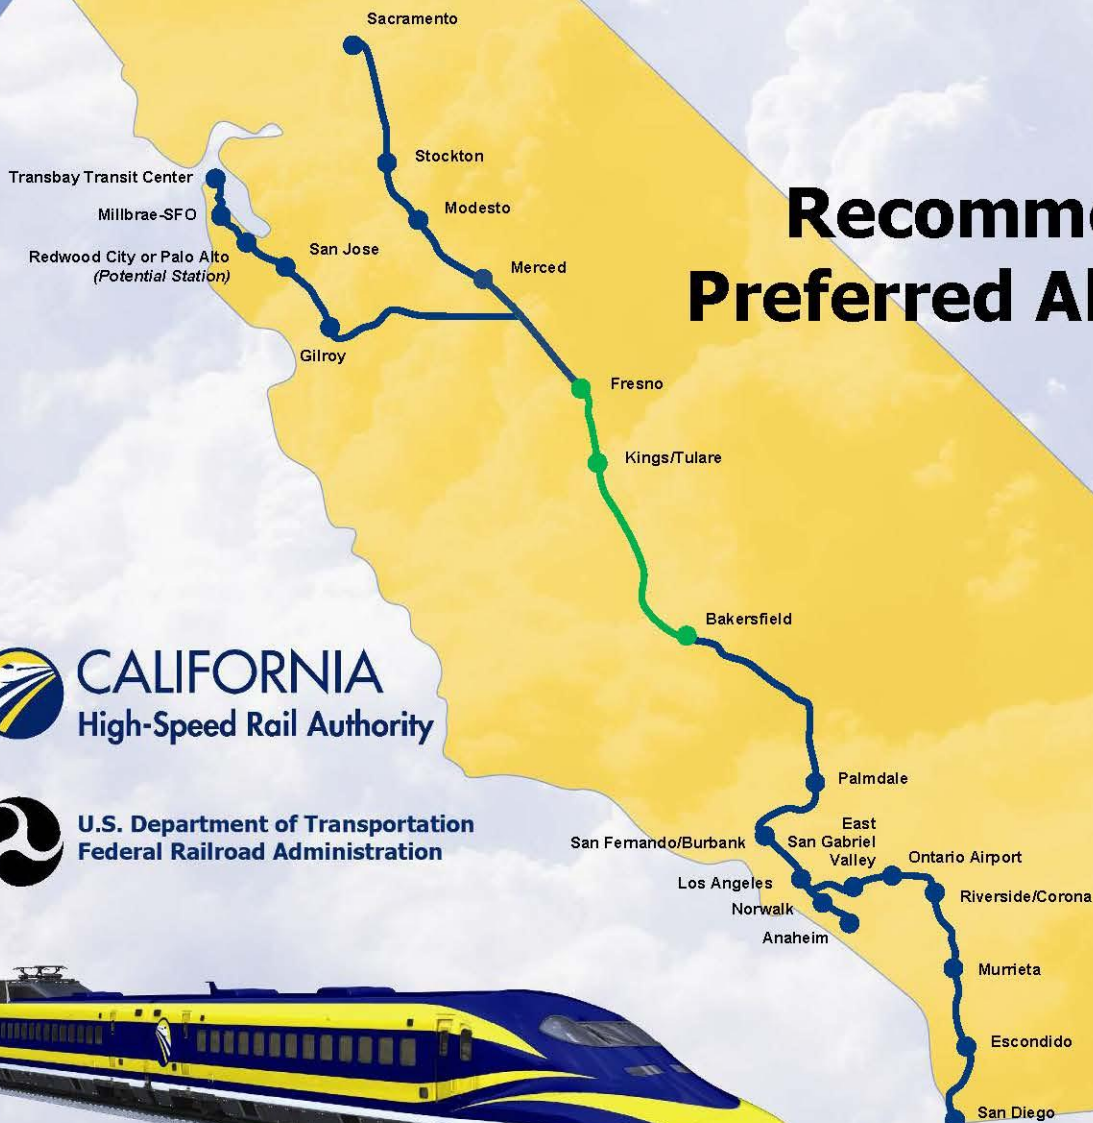 Sacramento
Stockton
Transbay Transit Center
Modesto
Millbrae-SFO
San Jose
Redwood City or Palo Alto
(Potential Station)
Merced
Gilroy
Recomm
Preferred Al
Fresno
Kings/Tulare
Bakersfield
CALIFORNIA
High-Speed Rail Authority
U.S. Department of Transportation
Federal Railroad Administration
Palmdale
San Fernando/Burbank
East
San Gabriel
Valley
Ontario Airport
Los Angeles
Riverside/Corona
Norwalk
Anaheim
Murrieta
Escondido
San Diego